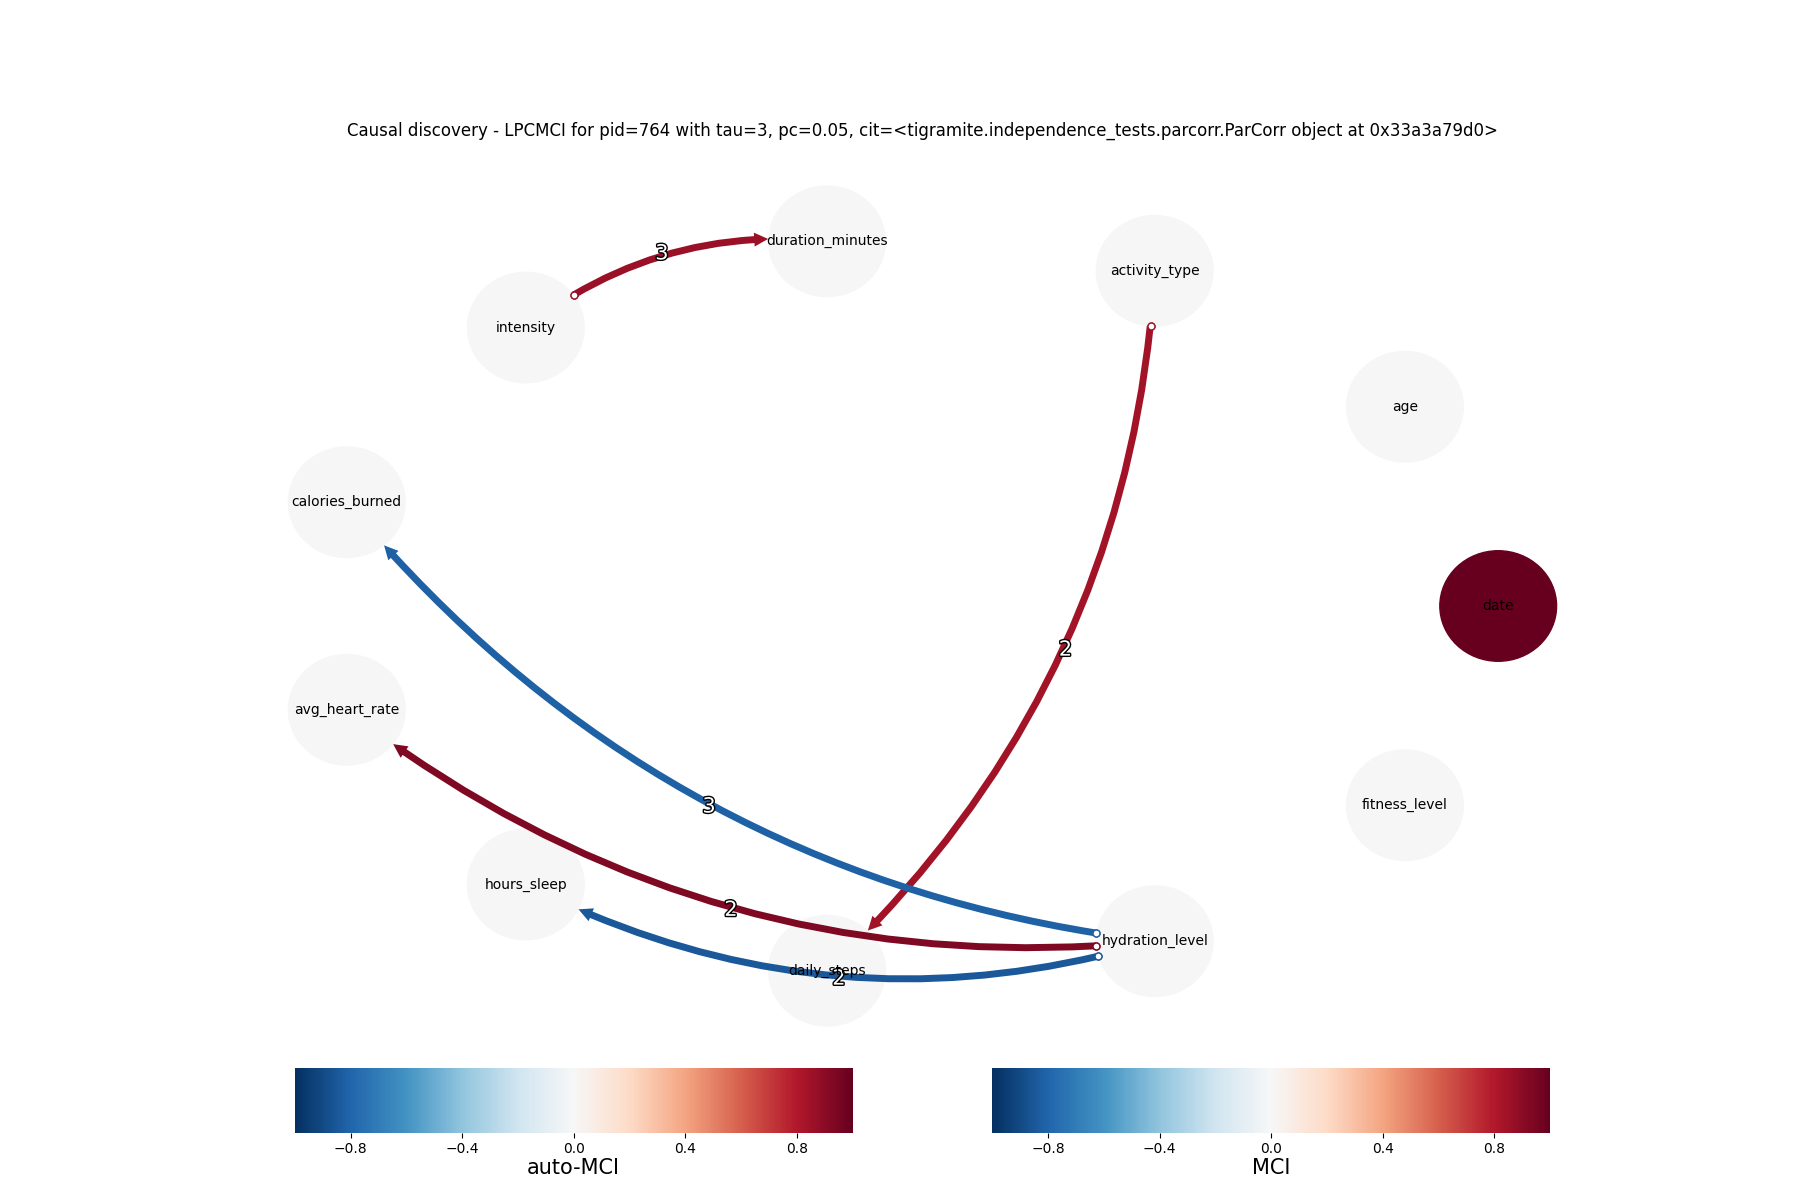 Causal discovery - LPCMCI for pid=764 with tau=3, pc=0.05, cit=<tigramite.independence_tests.parcorr.ParCorr object at 0x33a3a79d0>
duration_minutes
3
activity_type
intensity
age
calories_burned
date
2
avg_heart_rate
3
fitness_level
hours_sleep
2
hydration_level
daily_steps
2
−0.8 −0.4 0.0 0.4 0.8
auto-MCI
−0.8 −0.4 0.0 0.4 0.8
MCI